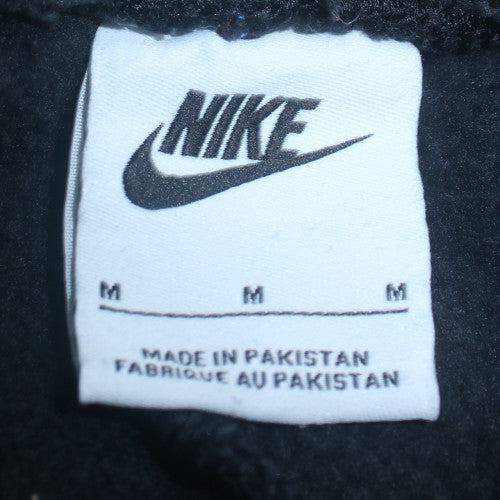 NIKE
M M M
MADE IN PAKISTAN
FABRIQUE AU PAKISTAN